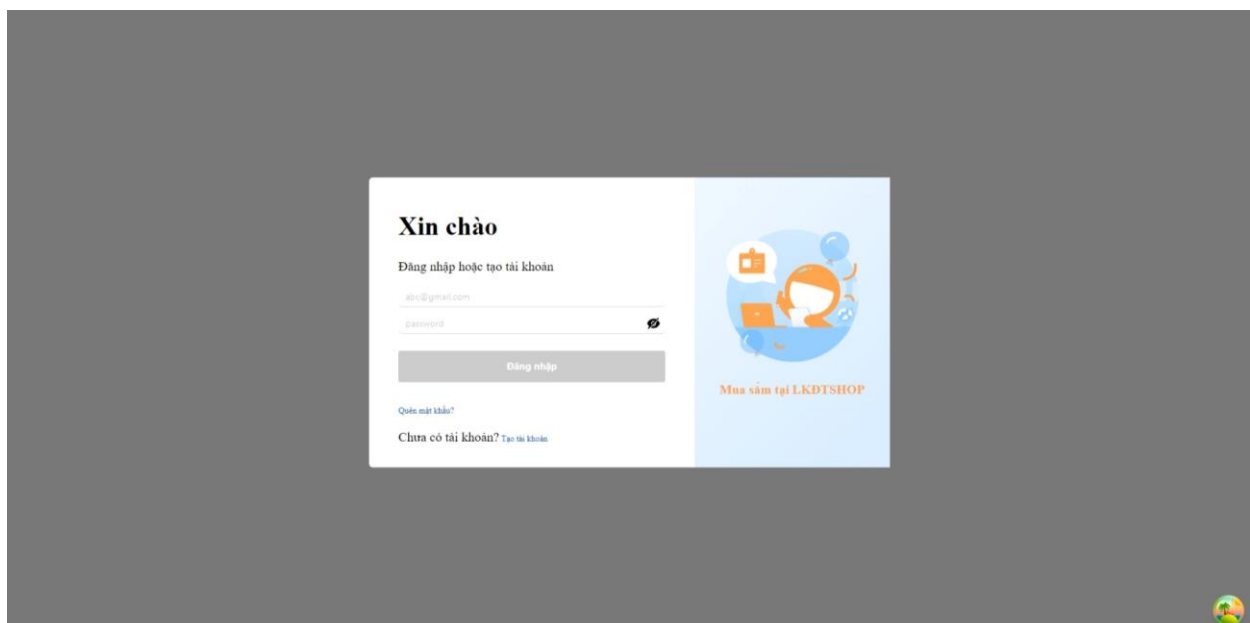 Xin chào
Đăng nhập hoặc tạo tài khoản
abc@gmail.com
password
Đăng nhập
Quên mật khẩu?
Chưa có tài khoản? Tạo tài khoản
Mua sắm tại LKĐTSHOP